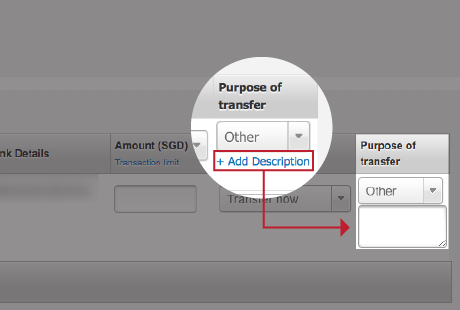 Purpose of
transfer
Other
+ Add Description
nk Details
Amount (SGD)
Transaction limit
Transfer now
Purpose of
transfer
Other